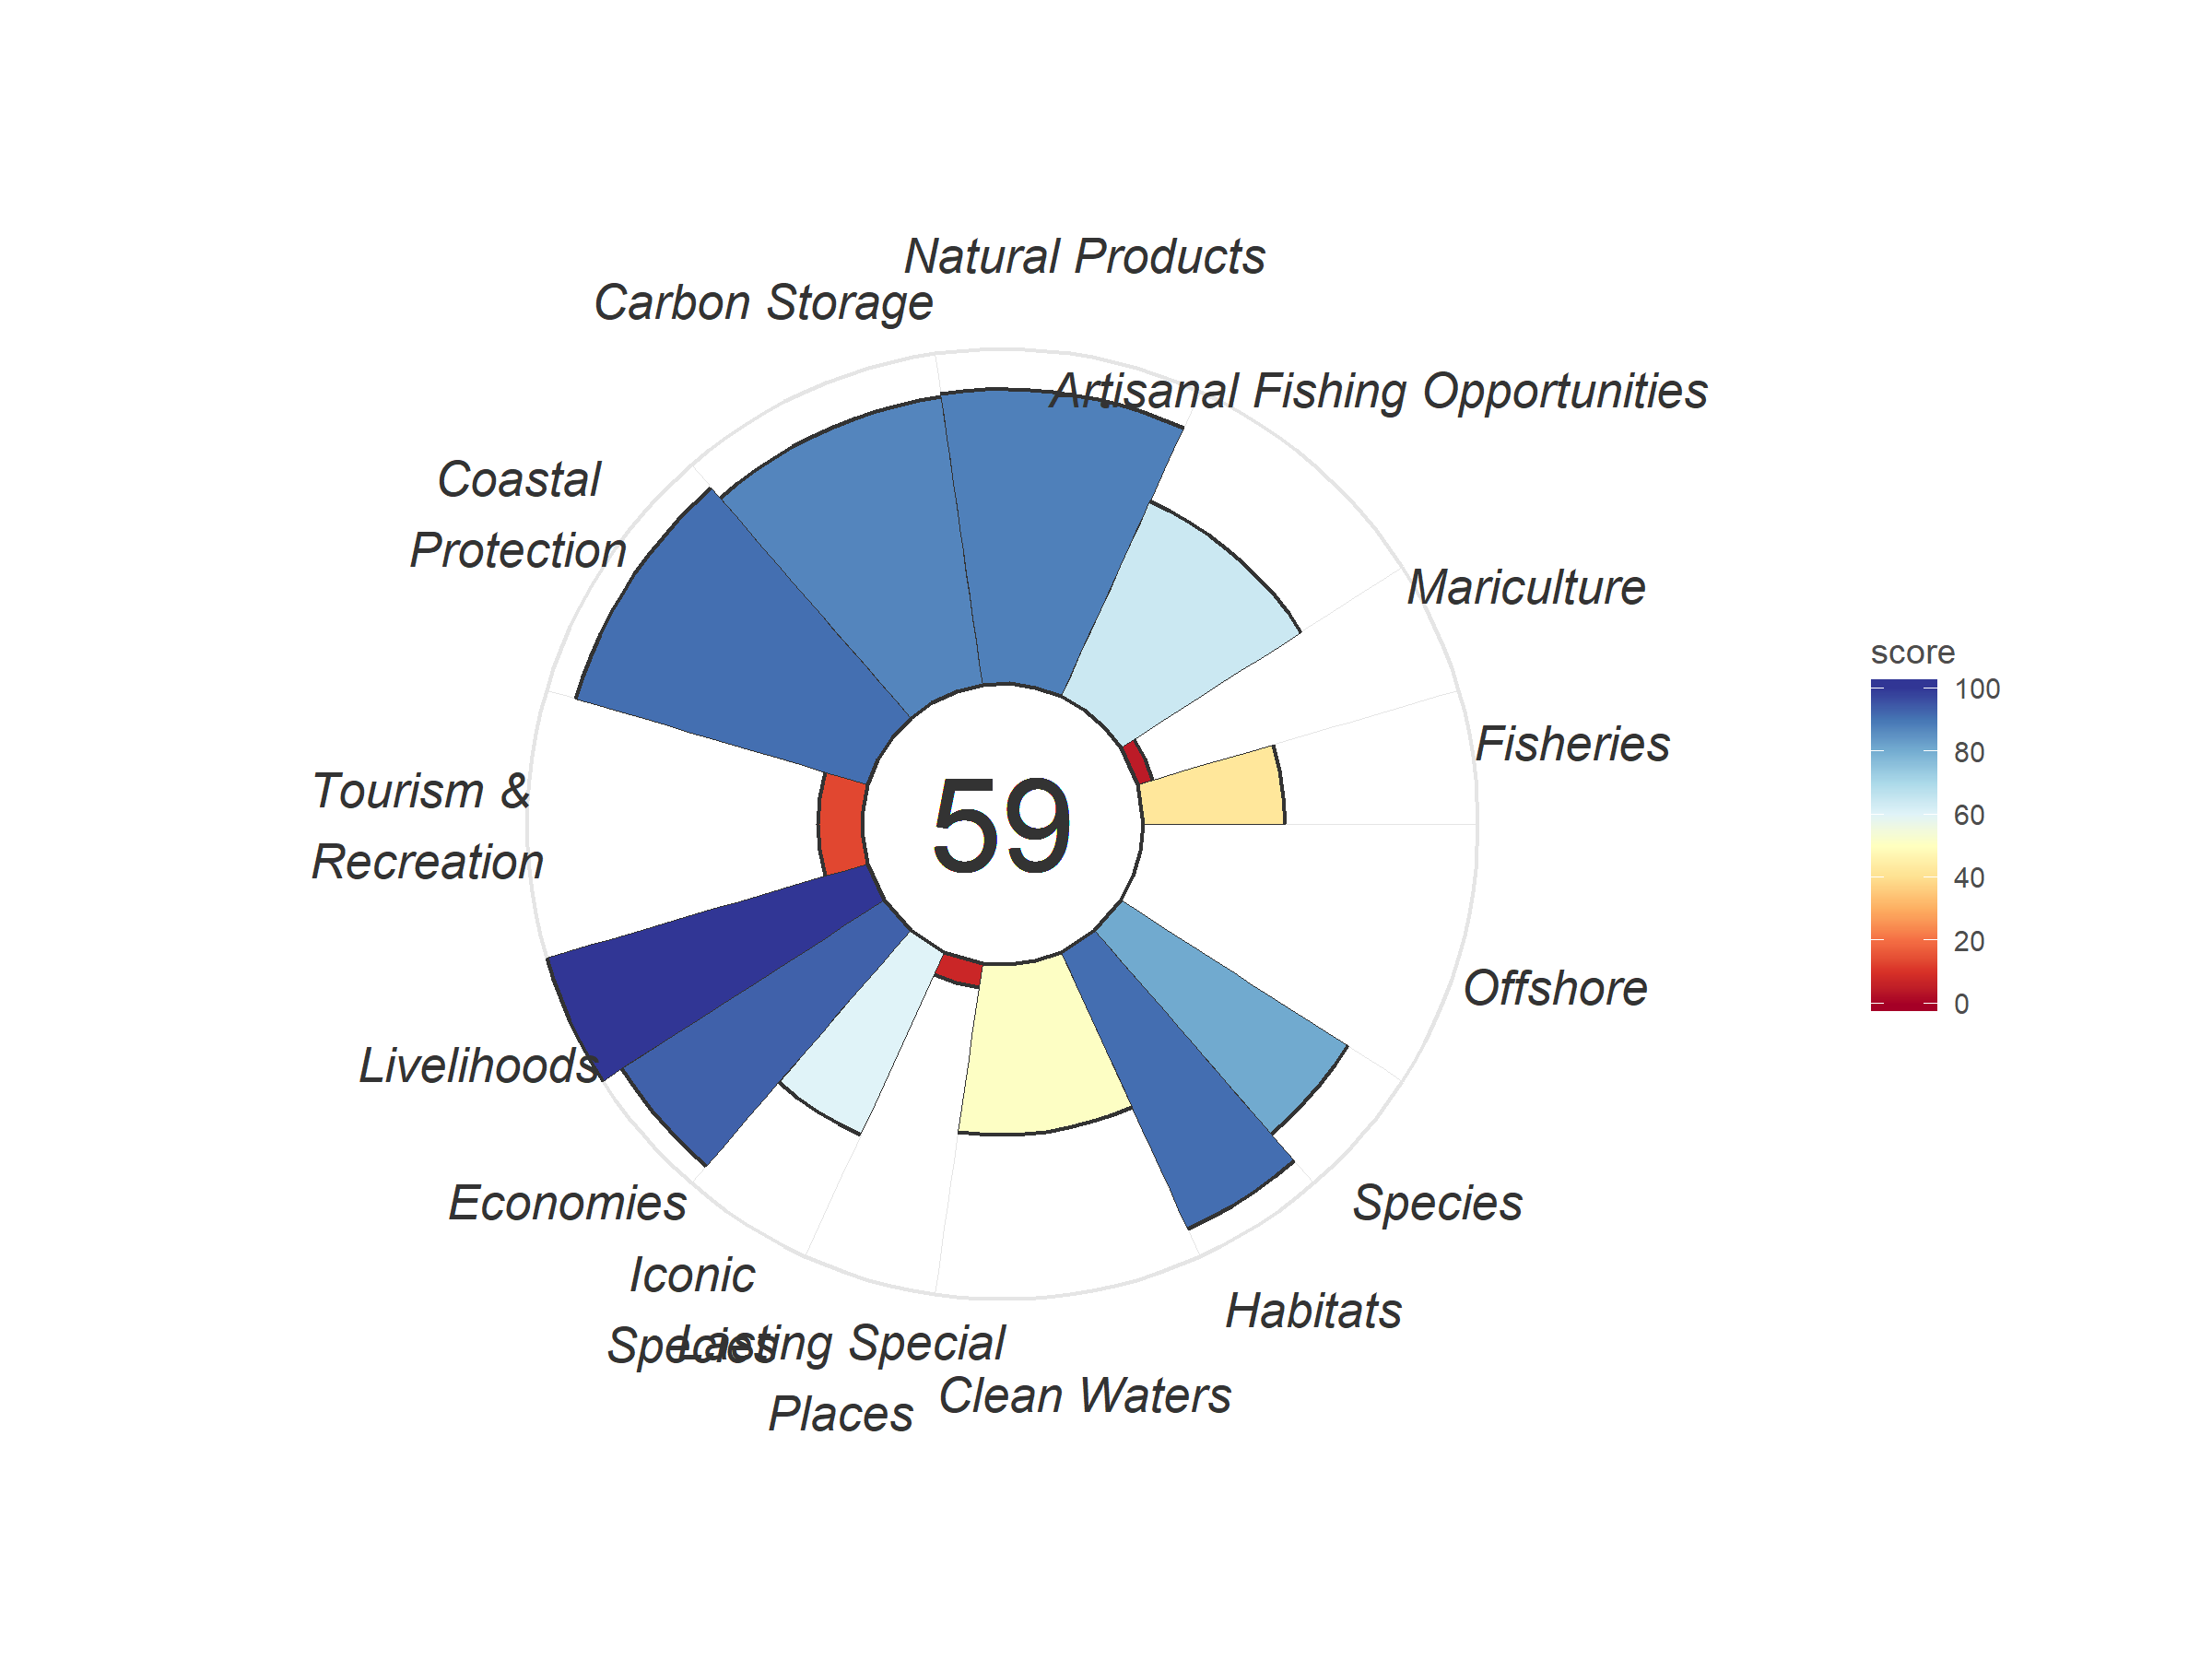 Natural Products
Carbon Storage
Artisanal Fishing Opportunities
Coastal
Protection
Mariculture
Fisheries
Tourism &
Recreation
59
Offshore
Livelihoods
Economies
Species
Iconic
Species
Habitats
Lasting Special
Places
Clean Waters
score
100
80
60
40
20
0